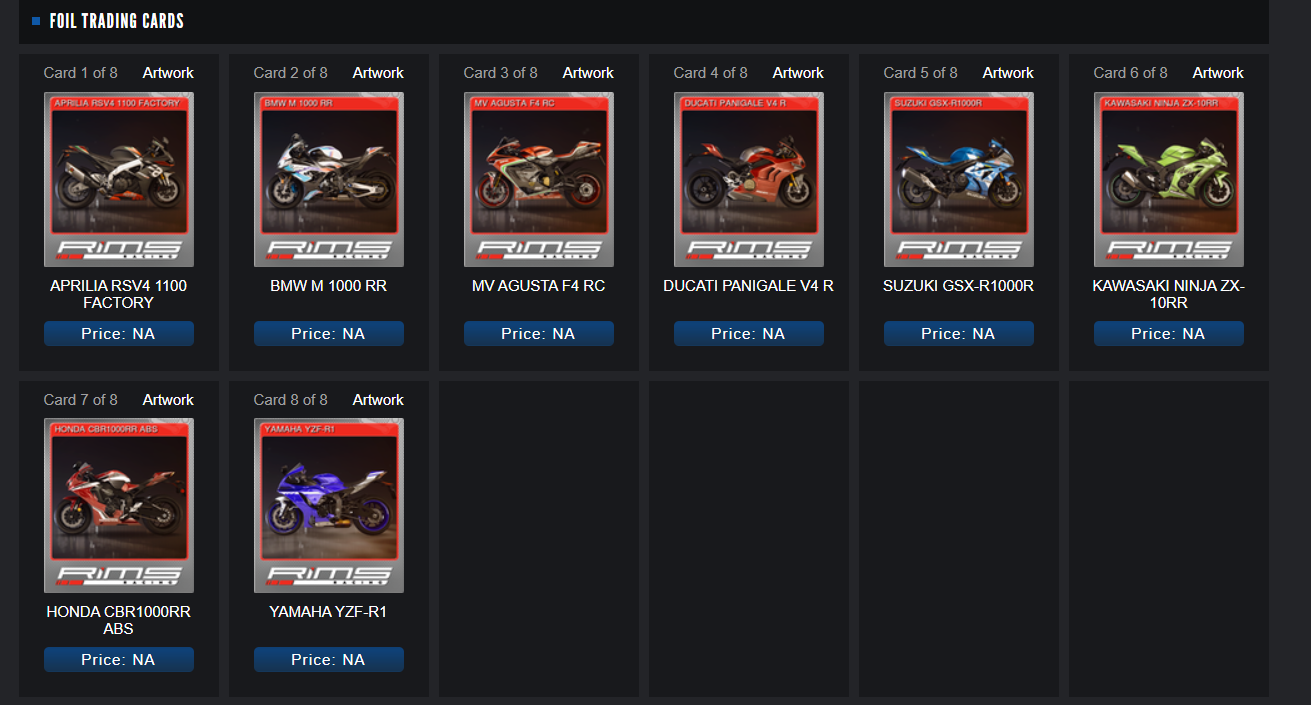 FOIL TRADING CARDS
Card 1 of 8 Artwork
APRILIA RSV4 1100 FACTORY
RIMS
RACING
APRILIA RSV4 1100
FACTORY
Price: NA
Card 2 of 8 Artwork
BMW M 1000 RR
RIMS
RACING
BMW M 1000 RR
Price: NA
Card 3 of 8 Artwork
MV AGUSTA F4 RC
RIMS
RACING
MV AGUSTA F4 RC
Price: NA
Card 4 of 8 Artwork
DUCATI PANIGALE V4 R
RIMS
RACING
DUCATI PANIGALE V4 R
Price: NA
Card 5 of 8 Artwork
SUZUKI GSX-R1000R
RIMS
RACING
SUZUKI GSX-R1000R
Price: NA
Card 6 of 8 Artwork
KAWASAKI NINJA ZX-10RR
RIMS
RACING
KAWASAKI NINJA ZX-
10RR
Price: NA
Card 7 of 8 Artwork
HONDA CBR1000RR ABS
RIMS
RACING
HONDA CBR1000RR
ABS
Price: NA
Card 8 of 8 Artwork
YAMAHA YZF-R1
RIMS
RACING
YAMAHA YZF-R1
Price: NA